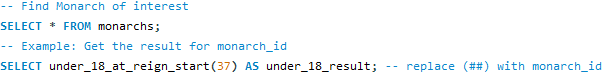 -- Find Monarch of interest
SELECT * FROM monarchs;
-- Example: Get the result for monarch_id
SELECT under_18_at_reign_start(37) AS under_18_result; -- replace (##) with monarch_id